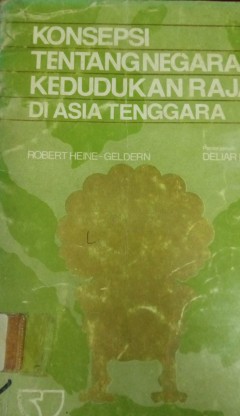 KONSEPSI
TENTANG NEGARA
KEDUDUKAN RAJ
DI ASIA TENGGARA
ROBERT HEINE-GELDERN
DELIAR